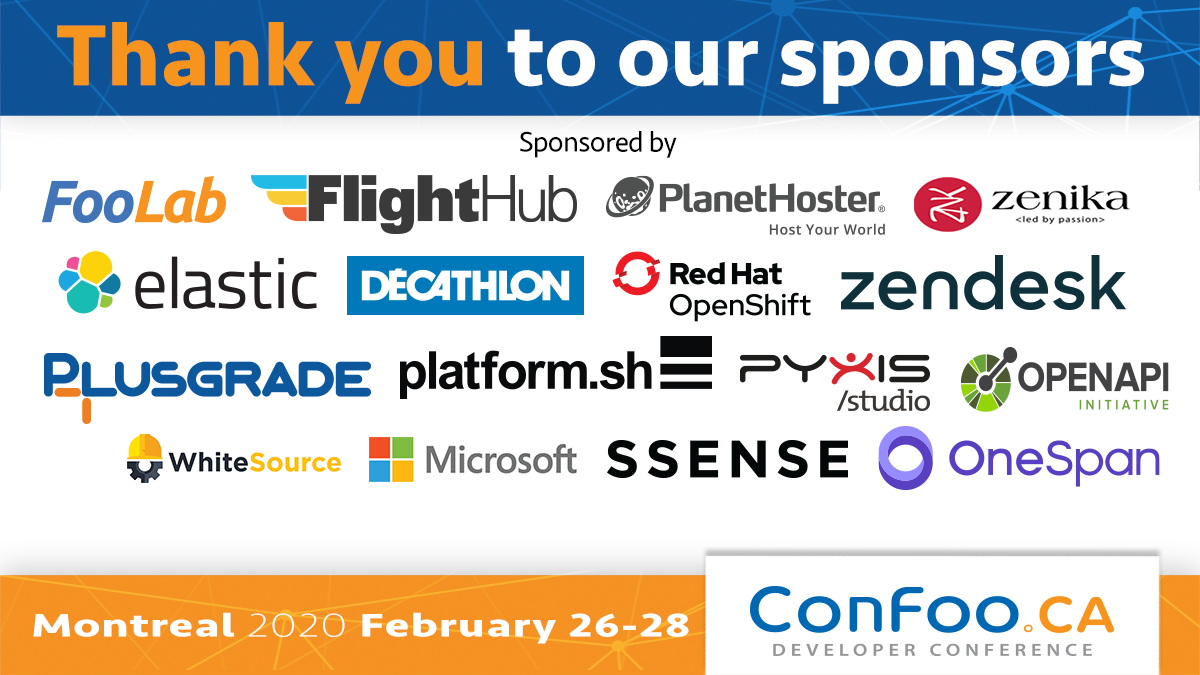 Thank you to our sponsors
Sponsored by
FooLab
FlightHub
PlanetHoster®
Host Your World
zenika
<led by passion>
elastic
DÉCATHLON
Red Hat
OpenShift
zendesk
PLUSGRADE
platform.sh
PYXIS
/studio
OPENAPI
INITIATIVE
WhiteSource
Microsoft
SSENSE
OneSpan
Montreal 2020 February 26-28
ConFoo.CA
DEVELOPER CONFERENCE